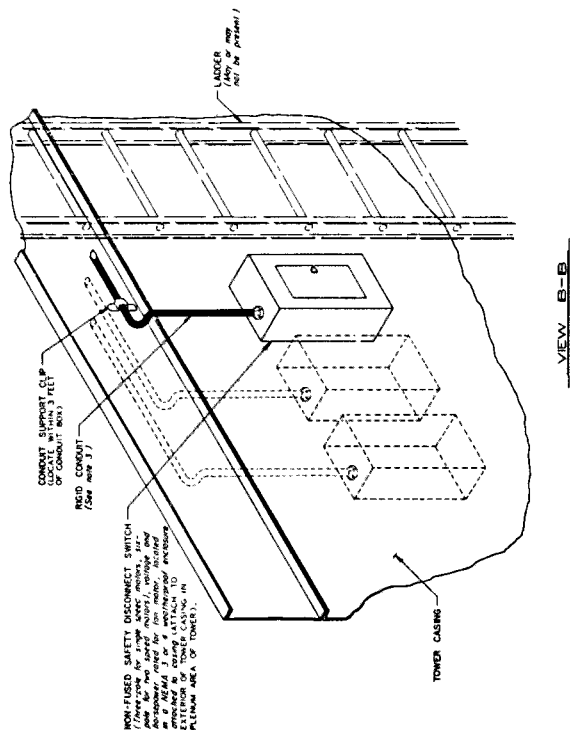 CONDUIT SUPPORT CLIP
(LOCATE WITHIN 3 FEET
OF CONDUIT BOX)
RIGID CONDUIT
(See note 3)
NON-FUSED SAFETY DISCONNECT SWITCH
(Three-pole for single speed motors, six-
pole for two speed motors), voltage and
horsepower rated for fan motor, located
in a NEMA 3 or 4 weatherproof enclosure
attached to casing (ATTACH TO
EXTERIOR OF TOWER CASING IN
PLENUM AREA OF TOWER).
LADDER
(May or may
not be present)
TOWER CASING
VIEW B-B